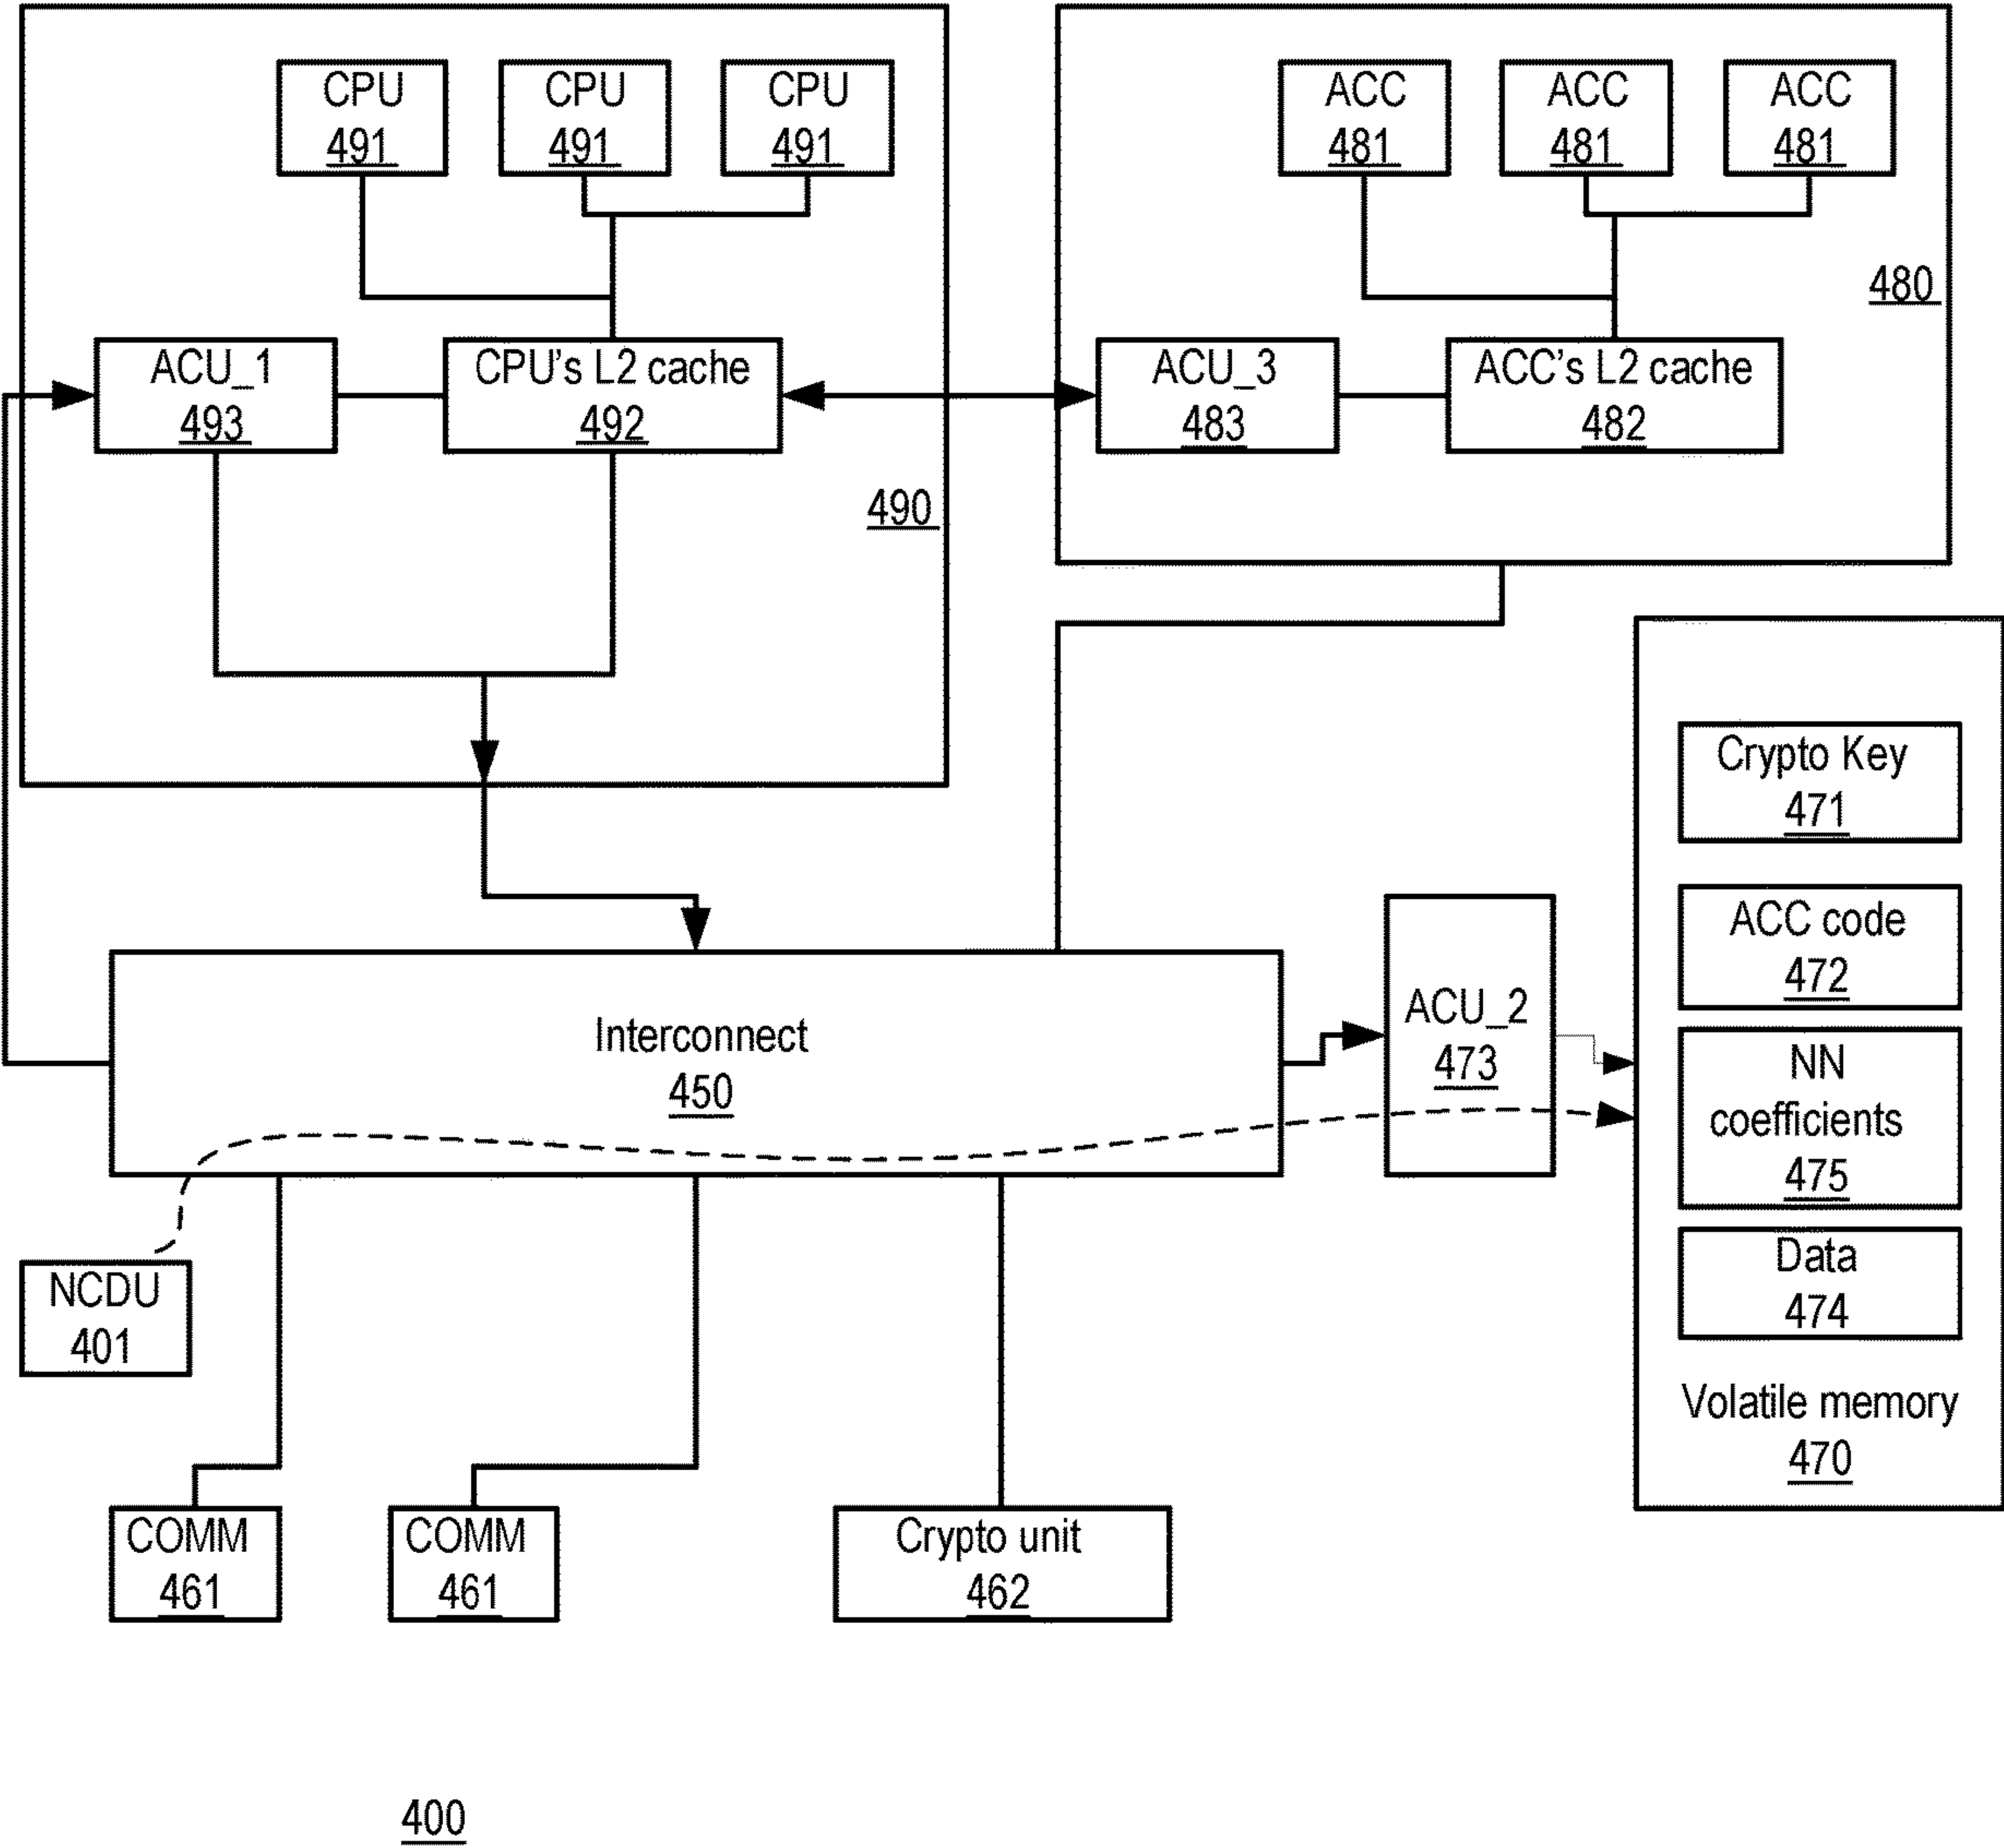 CPU
491
CPU
491
CPU
491
ACC
481
ACC
481
ACC
481
480
ACU_1
493
CPU's L2 cache
492
ACU_3
483
ACC's L2 cache
482
490
Crypto Key
471
ACC code
472
NN
coefficients
475
Data
474
Volatile memory
470
Interconnect
450
ACU_2
473
NCDU
401
COMM
461
COMM
461
Crypto unit
462
400